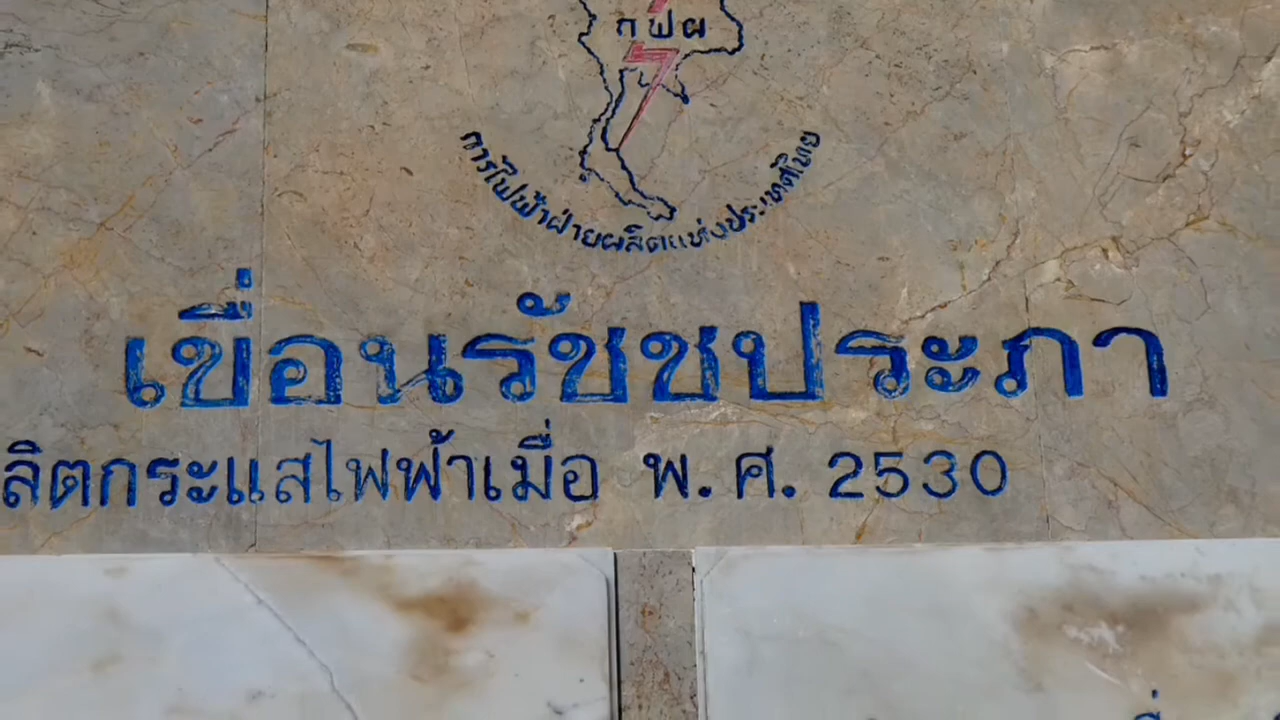 กฟผ
การไฟฟ้าฝ่ายผลิตแห่งประเทศไทย
เขื่อนรัชชประภา
ลิตกระแสไฟฟ้าเมื่อ พ.ศ. 2530